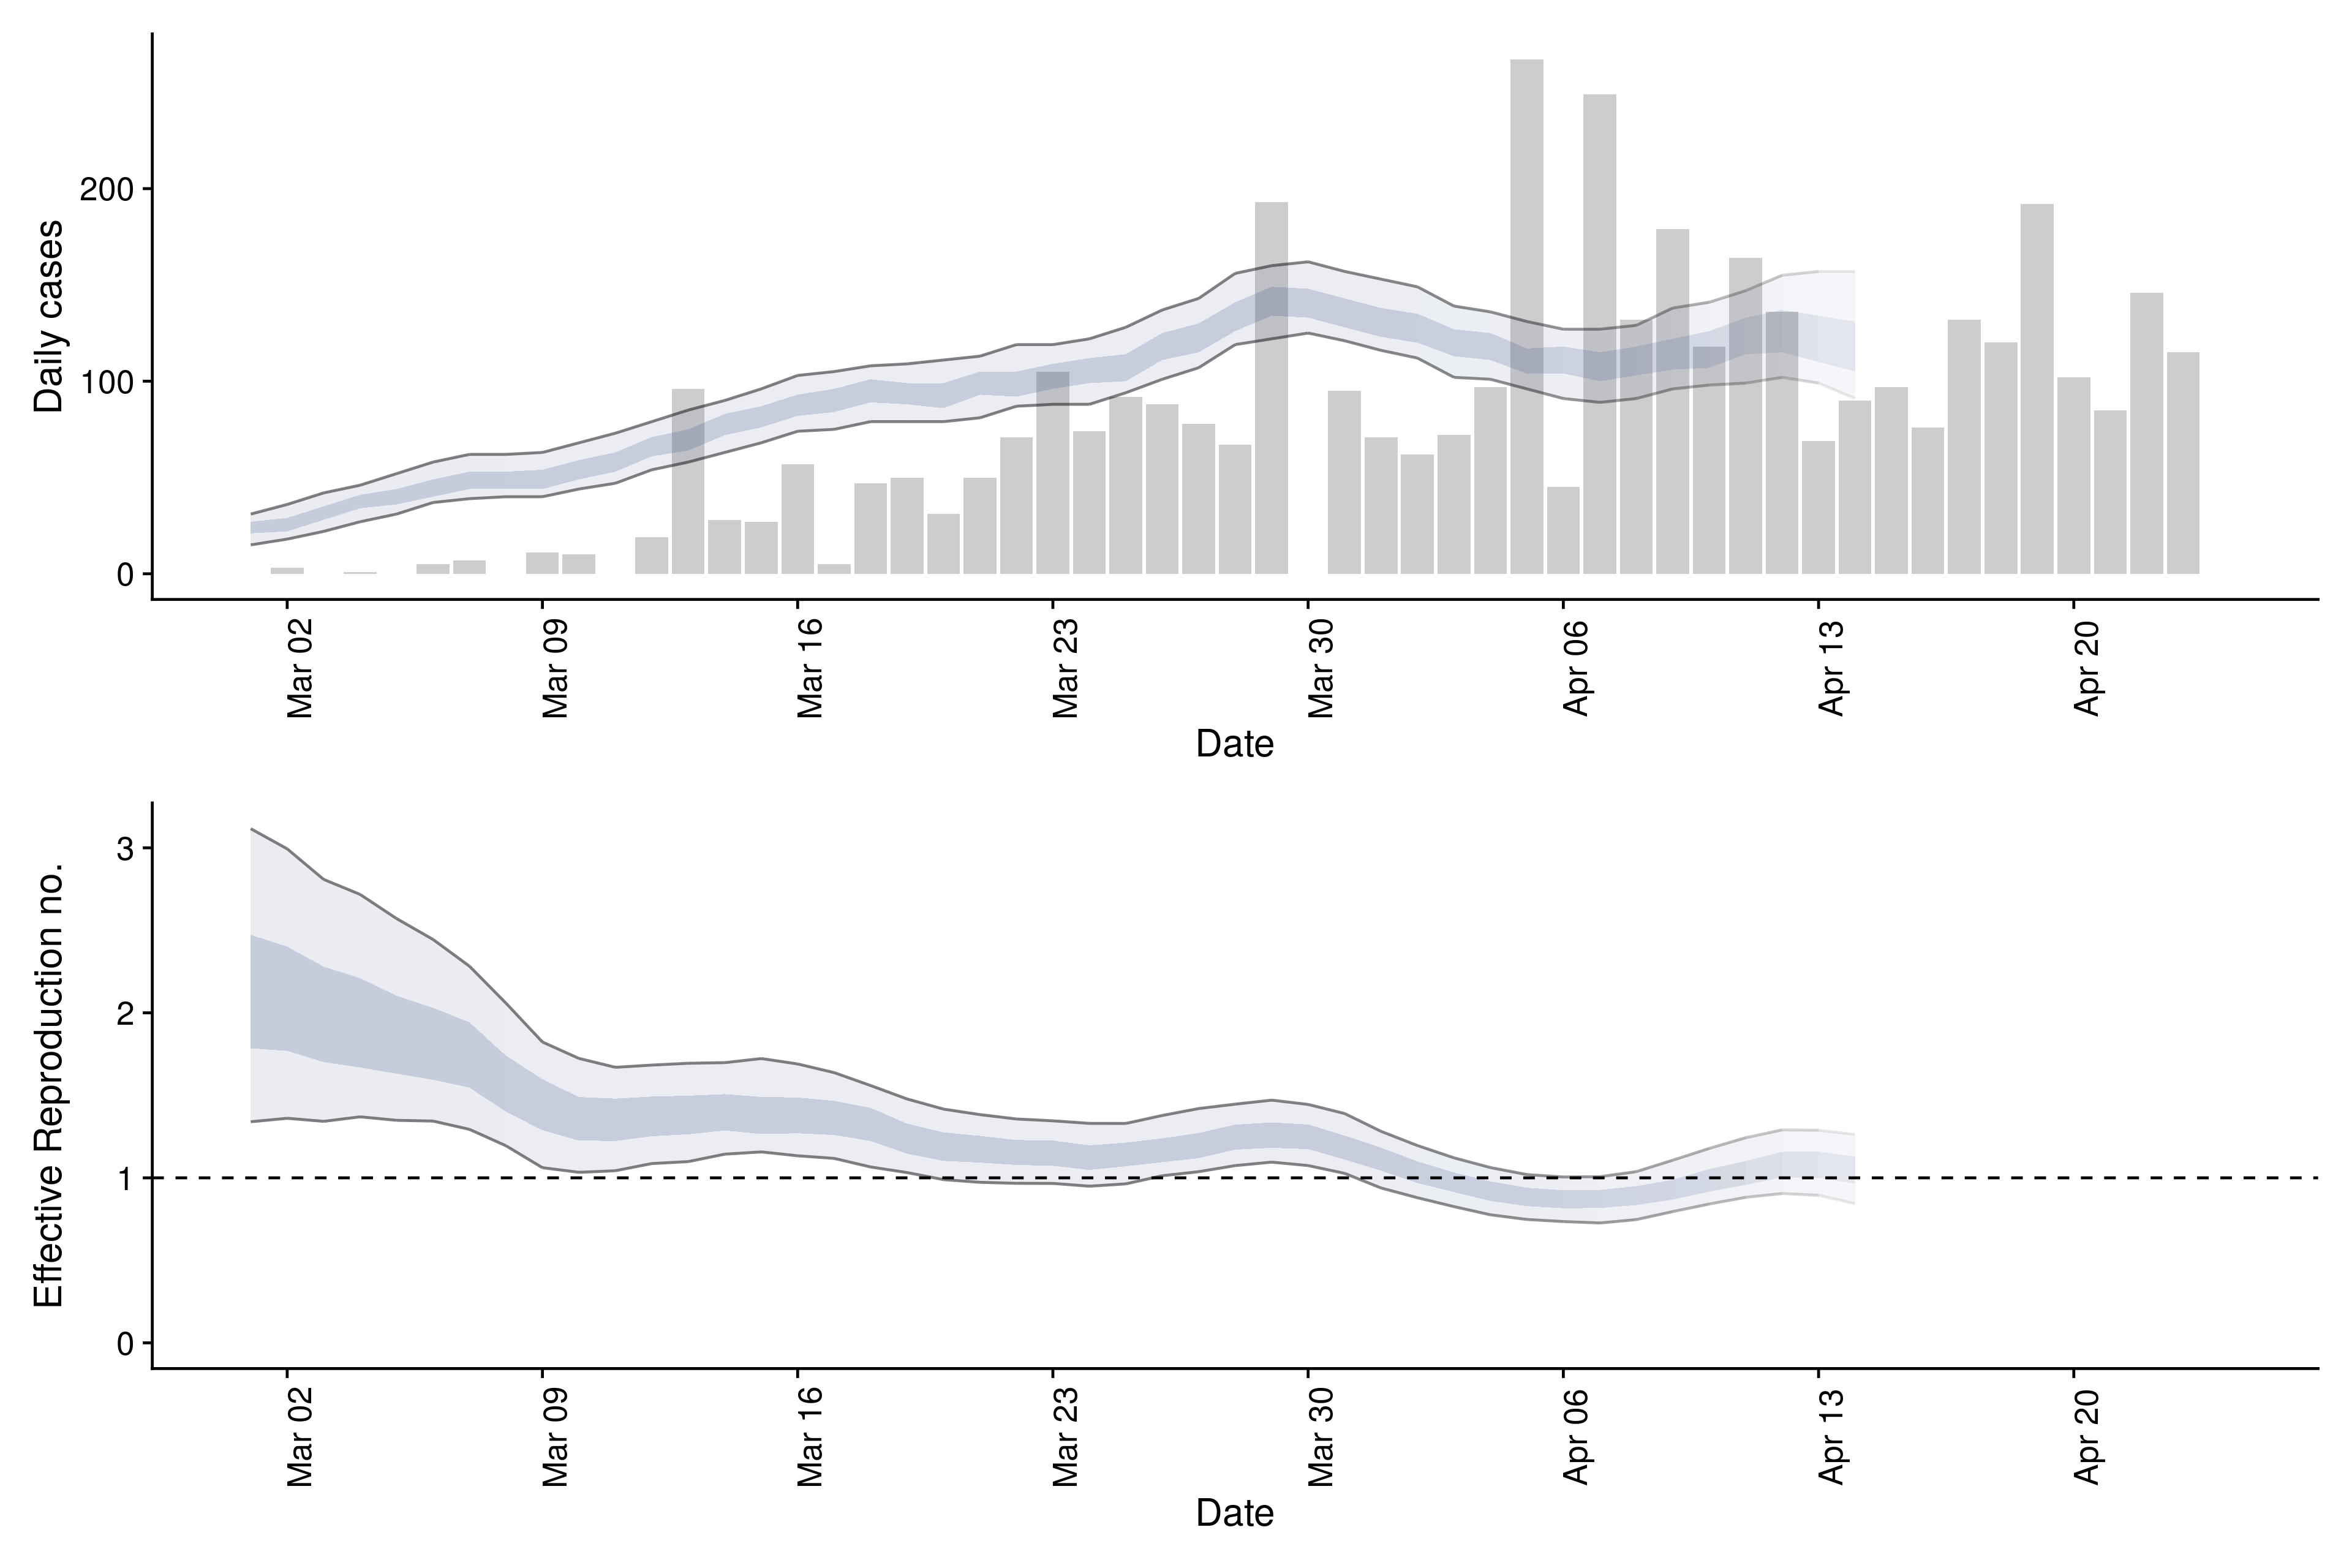 Daily cases
200
100
0
Mar 02
Mar 09
Mar 16
Mar 23
Mar 30
Apr 06
Apr 13
Apr 20
Date
Effective Reproduction no.
3
2
1
0
Mar 02
Mar 09
Mar 16
Mar 23
Mar 30
Apr 06
Apr 13
Apr 20
Date